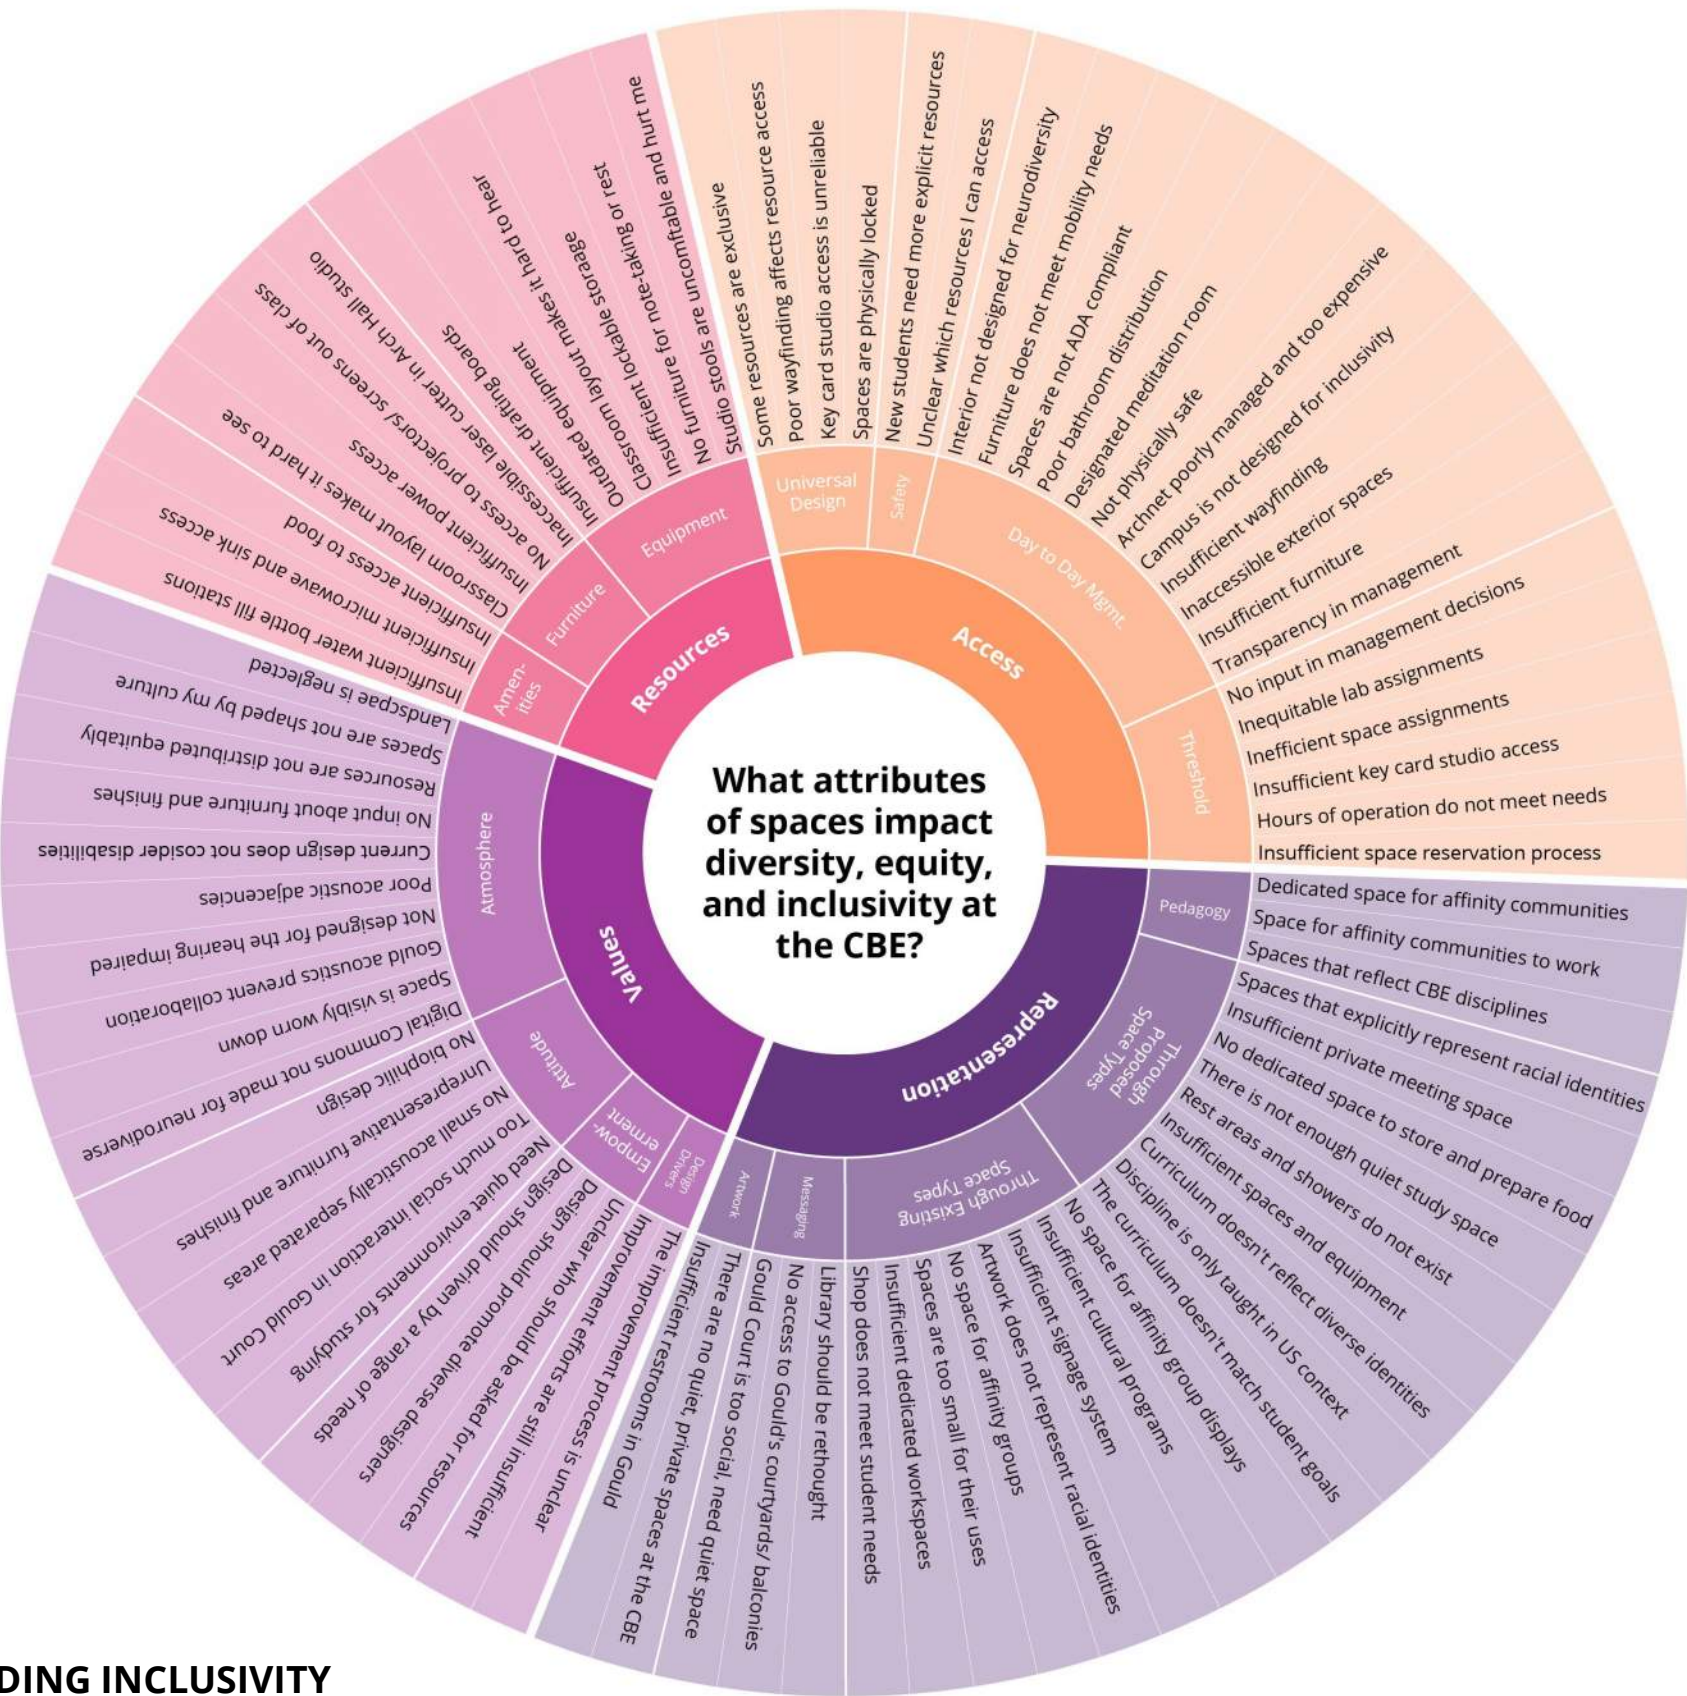 What attributes
of spaces impact
diversity, equity,
and inclusivity at
the CBE?
Access
Universal
Design
Safety
Day to Day Mgmt.
Threshold
Some resources are exclusive
Poor wayfinding affects resource access
Key card studio access is unreliable
Spaces are physically locked
New students need more explicit resources
Unclear which resources I can access
Interior not designed for neurodiversity
Furniture does not meet mobility needs
Spaces are not ADA compliant
Poor bathroom distribution
Designated meditation room
Not physically safe
Archnet poorly managed and too expensive
Campus is not designed for inclusivity
Insufficient wayfinding
Inaccessible exterior spaces
Insufficient furniture
Transparency in management
No input in management decisions
Inequitable lab assignments
Inefficient space assignments
Insufficient key card studio access
Hours of operation do not meet needs
Insufficient space reservation process
Representation
Pedagogy
Through
Proposed
Space Types
Through Existing
Space Types
Messaging
Artwork
Dedicated space for affinity communities
Space for affinity communities to work
Spaces that reflect CBE disciplines
Spaces that explicitly represent racial identities
Insufficient private meeting space
No dedicated space to store and prepare food
There is not enough quiet study space
Rest areas and showers do not exist
Insufficient spaces and equipment
Curriculum doesn't reflect diverse identities
Discipline is only taught in US context
The curriculum doesn't match student goals
No space for affinity group displays
Insufficient cultural programs
Insufficient signage system
Artwork does not represent racial identities
No space for affinity groups
Spaces are too small for their uses
Insufficient dedicated workspaces
Shop does not meet student needs
Library should be rethought
No access to Gould's courtyards/ balconies
Gould Court is too social, need quiet space
There are no quiet, private spaces at the CBE
Insufficient restrooms in Gould
Values
Design
Drivers
Empow-
erment
Attitude
Atmosphere
The improvement process is unclear
Improvement efforts are still insufficient
Unclear who should be asked for resources
Design should promote diverse designers
Design should driven by a range of needs
Need quiet environments for studying
Too much social interaction in Gould Court
No small acoustically separated areas
Unrepresentative furniture and finishes
No biophilic design
Digital Commons not made for neurodiverse
Space is visibly worn down
Gould acoustics prevent collaboration
Not designed for the hearing impaired
Poor acoustic adjacencies
Current design does not cosider disabilities
No input about furniture and finishes
Resources are not distributed equitably
Spaces are not shaped by my culture
Landscpae is neglected
Resources
Amen-
ities
Furniture
Equipment
Insufficient water bottle fill stations
Insufficient microwave and sink access
Insufficient access to food
Classroom layout makes it hard to see
Insufficient power access
No access to projectors/ screens out of class
Inaccessible laser cutter in Arch Hall studio
Insufficient drafting boards
Outdated equipment
Classroom layout makes it hard to hear
Insufficient lockable storaage
No furniture for note-taking or rest
Studio stools are uncomftable and hurt me
DING INCLUSIVITY